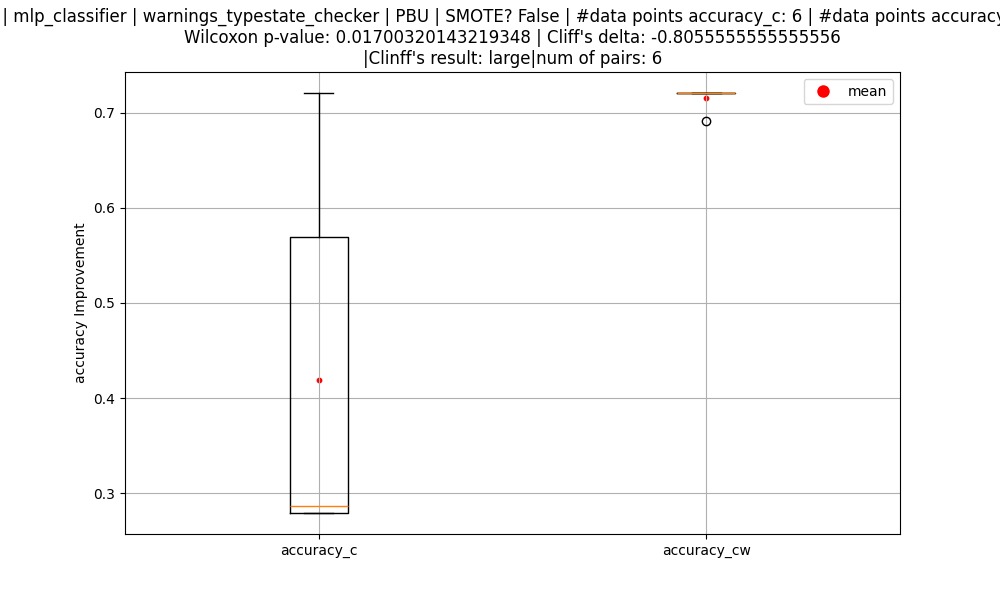 | mlp_classifier | warnings_typestate_checker | PBU | SMOTE? False | #data points accuracy_c: 6 | #data points accuracy
Wilcoxon p-value: 0.01700320143219348 | Cliff's delta: -0.8055555555555556
|Clinff's result: large|num of pairs: 6
mean
0.7
0.6
0.5
0.4
0.3
accuracy Improvement
accuracy_c
accuracy_cw